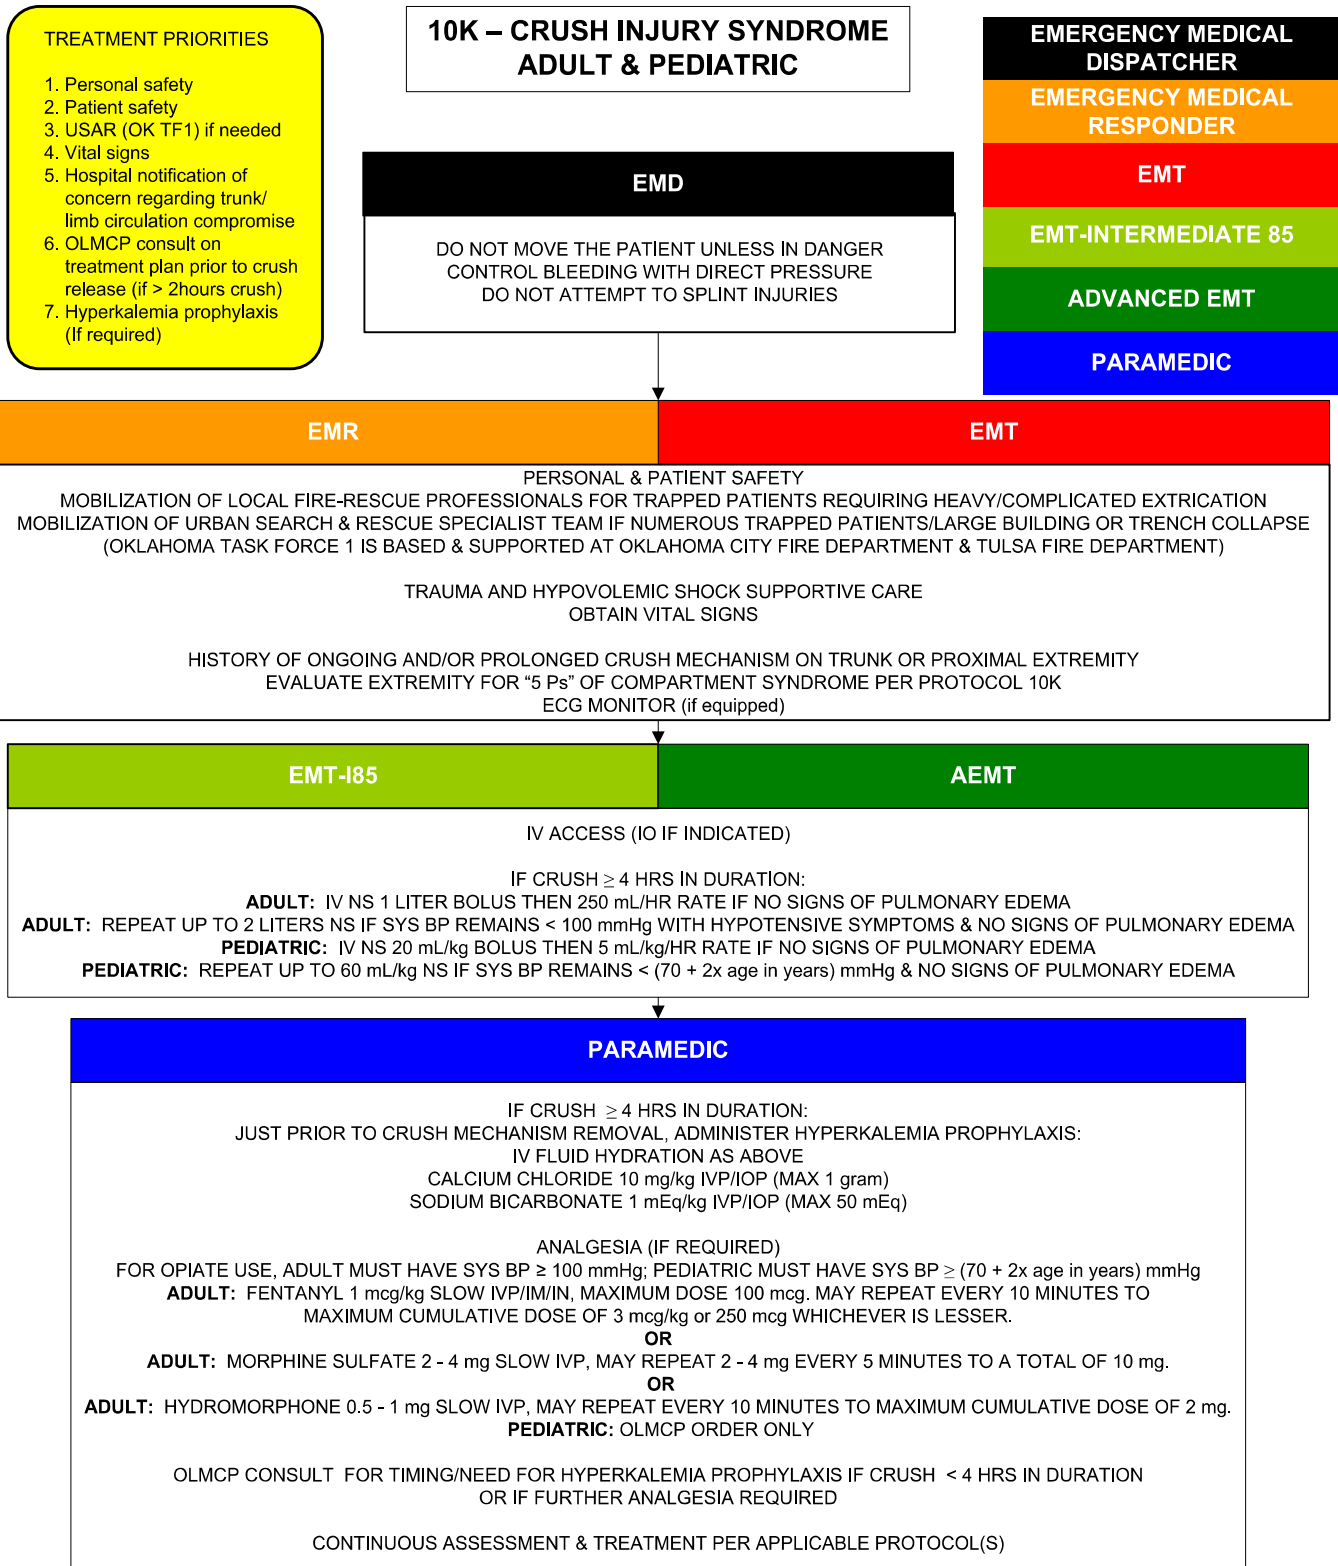 TREATMENT PRIORITIES
1. Personal safety
2. Patient safety
3. USAR (OK TF1) if needed
4. Vital signs
5. Hospital notification of
concern regarding trunk/
limb circulation compromise
6. OLMCP consult on
treatment plan prior to crush
release (if > 2hours crush)
7. Hyperkalemia prophylaxis
(If required)
10K – CRUSH INJURY SYNDROME
ADULT & PEDIATRIC
EMERGENCY MEDICAL
DISPATCHER
EMERGENCY MEDICAL
RESPONDER
EMT
EMT-INTERMEDIATE 85
ADVANCED EMT
PARAMEDIC
EMD
DO NOT MOVE THE PATIENT UNLESS IN DANGER
CONTROL BLEEDING WITH DIRECT PRESSURE
DO NOT ATTEMPT TO SPLINT INJURIES
EMR
EMT
PERSONAL & PATIENT SAFETY
MOBILIZATION OF LOCAL FIRE-RESCUE PROFESSIONALS FOR TRAPPED PATIENTS REQUIRING HEAVY/COMPLICATED EXTRICATION
MOBILIZATION OF URBAN SEARCH & RESCUE SPECIALIST TEAM IF NUMEROUS TRAPPED PATIENTS/LARGE BUILDING OR TRENCH COLLAPSE
(OKLAHOMA TASK FORCE 1 IS BASED & SUPPORTED AT OKLAHOMA CITY FIRE DEPARTMENT & TULSA FIRE DEPARTMENT)
TRAUMA AND HYPOVOLEMIC SHOCK SUPPORTIVE CARE
OBTAIN VITAL SIGNS
HISTORY OF ONGOING AND/OR PROLONGED CRUSH MECHANISM ON TRUNK OR PROXIMAL EXTREMITY
EVALUATE EXTREMITY FOR “5 Ps” OF COMPARTMENT SYNDROME PER PROTOCOL 10K
ECG MONITOR (if equipped)
EMT-I85
AEMT
IV ACCESS (IO IF INDICATED)
IF CRUSH ≥ 4 HRS IN DURATION:
ADULT: IV NS 1 LITER BOLUS THEN 250 mL/HR RATE IF NO SIGNS OF PULMONARY EDEMA
ADULT: REPEAT UP TO 2 LITERS NS IF SYS BP REMAINS < 100 mmHg WITH HYPOTENSIVE SYMPTOMS & NO SIGNS OF PULMONARY EDEMA
PEDIATRIC: IV NS 20 mL/kg BOLUS THEN 5 mL/kg/HR RATE IF NO SIGNS OF PULMONARY EDEMA
PEDIATRIC: REPEAT UP TO 60 mL/kg NS IF SYS BP REMAINS < (70 + 2x age in years) mmHg & NO SIGNS OF PULMONARY EDEMA
PARAMEDIC
IF CRUSH ≥ 4 HRS IN DURATION:
JUST PRIOR TO CRUSH MECHANISM REMOVAL, ADMINISTER HYPERKALEMIA PROPHYLAXIS:
IV FLUID HYDRATION AS ABOVE
CALCIUM CHLORIDE 10 mg/kg IVP/IOP (MAX 1 gram)
SODIUM BICARBONATE 1 mEq/kg IVP/IOP (MAX 50 mEq)
ANALGESIA (IF REQUIRED)
FOR OPIATE USE, ADULT MUST HAVE SYS BP ≥ 100 mmHg; PEDIATRIC MUST HAVE SYS BP ≥ (70 + 2x age in years) mmHg
ADULT: FENTANYL 1 mcg/kg SLOW IVP/IM/IN, MAXIMUM DOSE 100 mcg. MAY REPEAT EVERY 10 MINUTES TO
MAXIMUM CUMULATIVE DOSE OF 3 mcg/kg or 250 mcg WHICHEVER IS LESSER.
OR
ADULT: MORPHINE SULFATE 2 - 4 mg SLOW IVP, MAY REPEAT 2 - 4 mg EVERY 5 MINUTES TO A TOTAL OF 10 mg.
OR
ADULT: HYDROMORPHONE 0.5 - 1 mg SLOW IVP, MAY REPEAT EVERY 10 MINUTES TO MAXIMUM CUMULATIVE DOSE OF 2 mg.
PEDIATRIC: OLMCP ORDER ONLY
OLMCP CONSULT FOR TIMING/NEED FOR HYPERKALEMIA PROPHYLAXIS IF CRUSH < 4 HRS IN DURATION
OR IF FURTHER ANALGESIA REQUIRED
CONTINUOUS ASSESSMENT & TREATMENT PER APPLICABLE PROTOCOL(S)